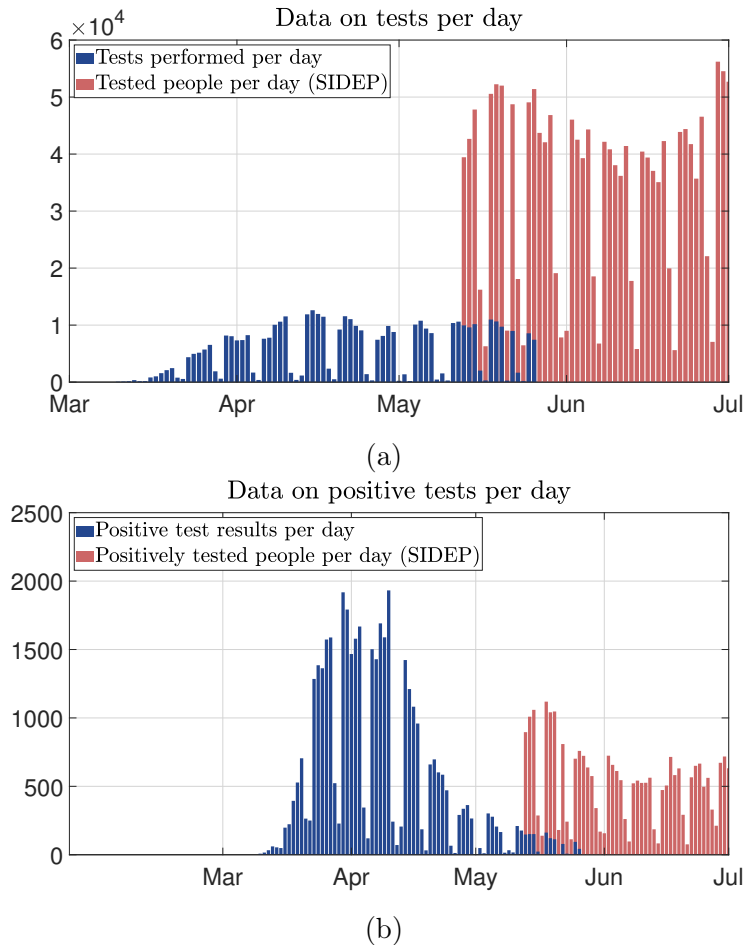 Data on tests per day
×10⁴
6
Tests performed per day
Tested people per day (SIDEP)
5
4
3
2
1
0
Mar Apr May Jun Jul
(a)
Data on positive tests per day
2500
Positive test results per day
Positively tested people per day (SIDEP)
2000
1500
1000
500
0
Mar Apr May Jun Jul
(b)